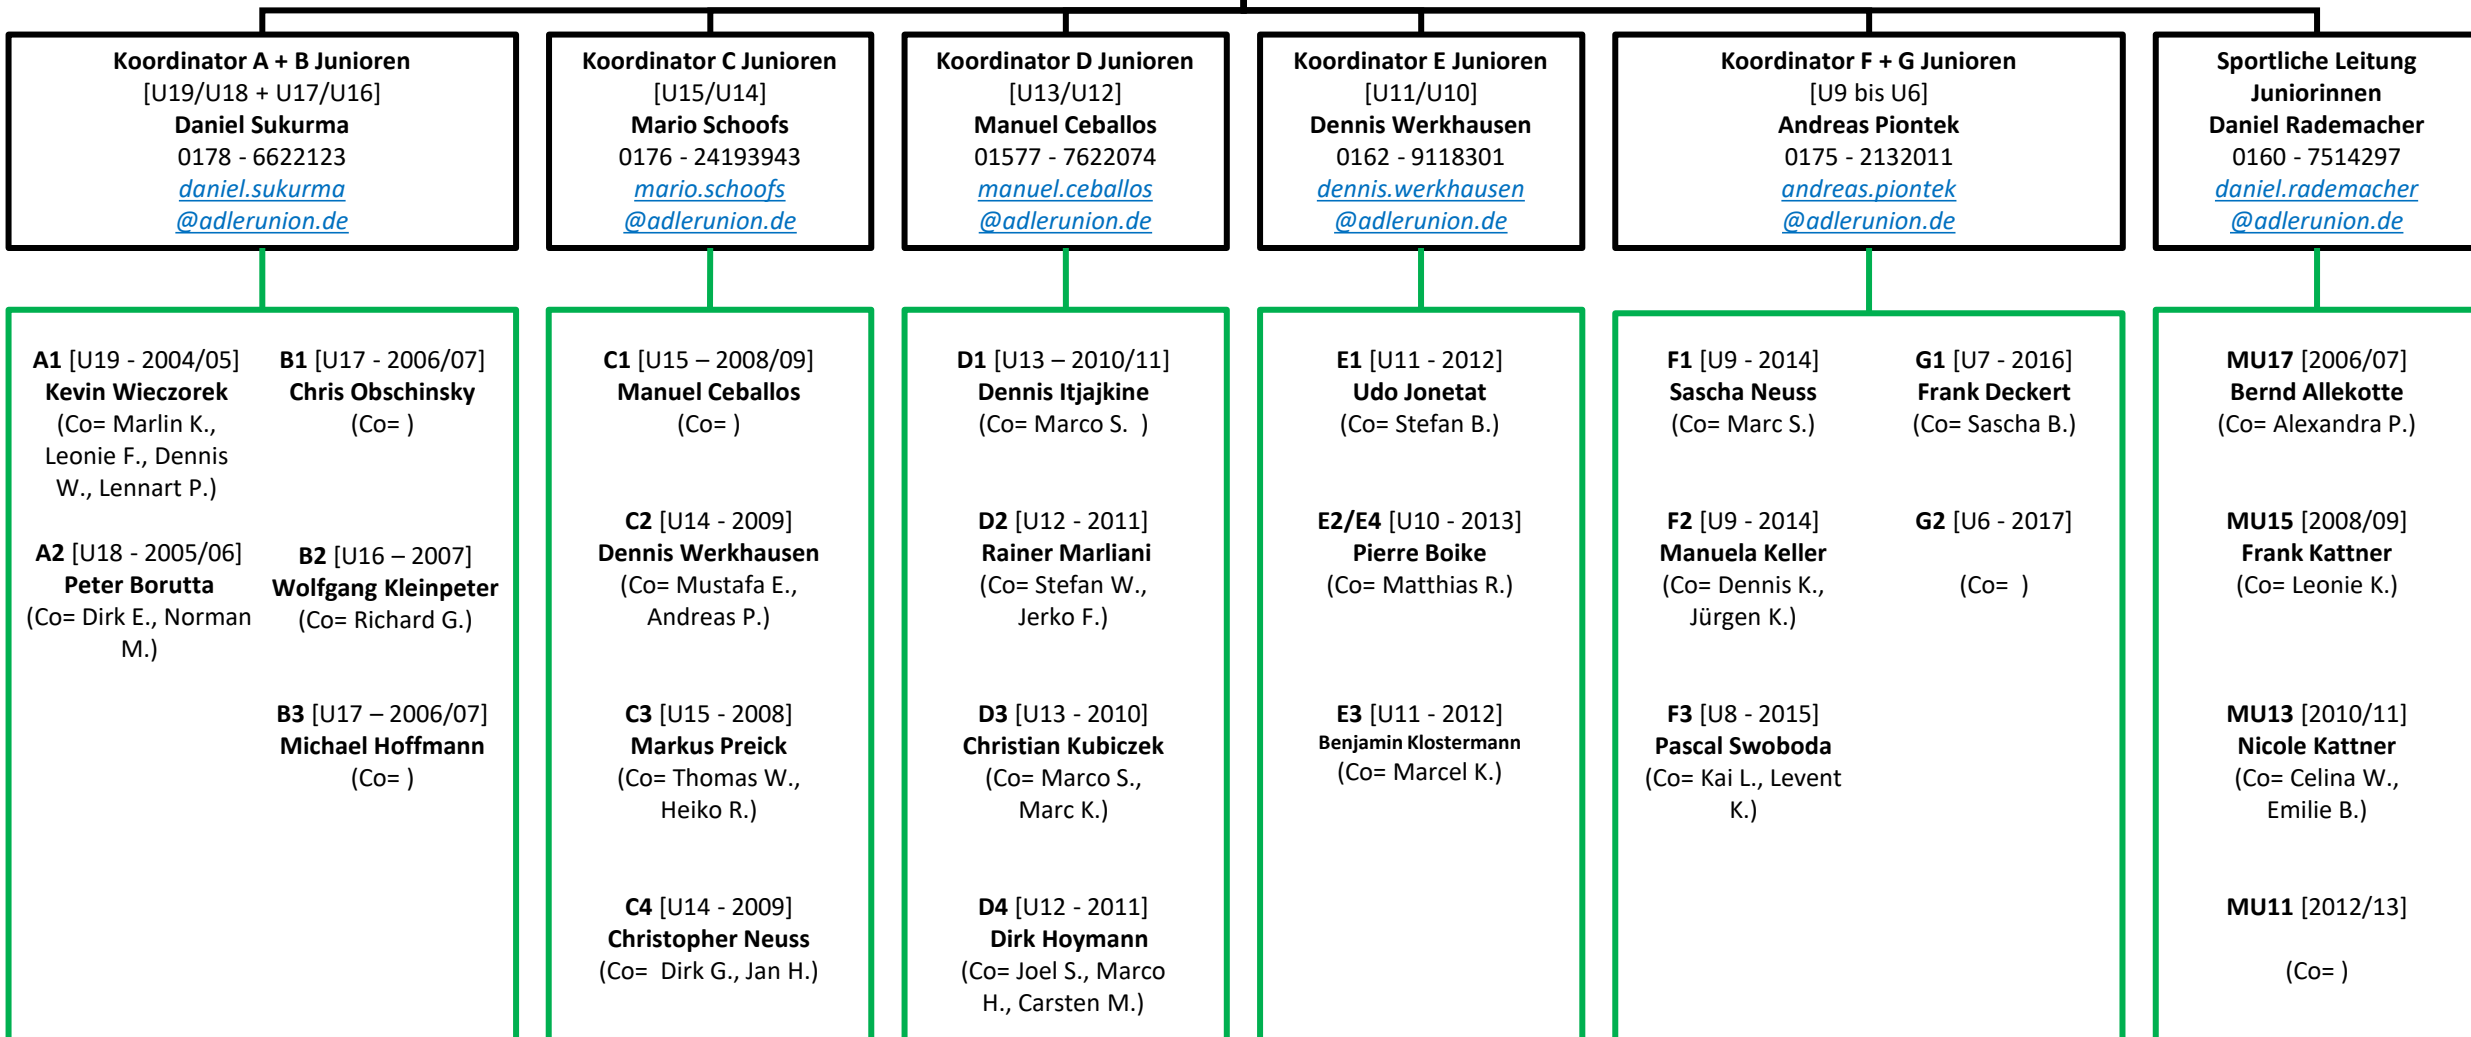 Koordinator A + B Junioren
[U19/U18 + U17/U16]
Daniel Sukurma
0178 - 6622123
daniel.sukurma
@adlerunion.de
Koordinator C Junioren
[U15/U14]
Mario Schoofs
0176 - 24193943
mario.schoofs
@adlerunion.de
Koordinator D Junioren
[U13/U12]
Manuel Ceballos
01577 - 7622074
manuel.ceballos
@adlerunion.de
Koordinator E Junioren
[U11/U10]
Dennis Werkhausen
0162 - 9118301
dennis.werkhausen
@adlerunion.de
Koordinator F + G Junioren
[U9 bis U6]
Andreas Piontek
0175 - 2132011
andreas.piontek
@adlerunion.de
Sportliche Leitung
Juniorinnen
Daniel Rademacher
0160 - 7514297
daniel.rademacher
@adlerunion.de
A1 [U19 - 2004/05]
Kevin Wieczorek
(Co= Marlin K.,
Leonie F., Dennis
W., Lennart P.)
A2 [U18 - 2005/06]
Peter Borutta
(Co= Dirk E., Norman
M.)
B1 [U17 - 2006/07]
Chris Obschinsky
(Co= )
B2 [U16 – 2007]
Wolfgang Kleinpeter
(Co= Richard G.)
B3 [U17 – 2006/07]
Michael Hoffmann
(Co= )
C1 [U15 – 2008/09]
Manuel Ceballos
(Co= )
C2 [U14 - 2009]
Dennis Werkhausen
(Co= Mustafa E.,
Andreas P.)
C3 [U15 - 2008]
Markus Preick
(Co= Thomas W.,
Heiko R.)
C4 [U14 - 2009]
Christopher Neuss
(Co=  Dirk G., Jan H.)
D1 [U13 – 2010/11]
Dennis Itjajkine
(Co= Marco S.  )
D2 [U12 - 2011]
Rainer Marliani
(Co= Stefan W.,
Jerko F.)
D3 [U13 - 2010]
Christian Kubiczek
(Co= Marco S.,
Marc K.)
D4 [U12 - 2011]
Dirk Hoymann
(Co= Joel S., Marco
H., Carsten M.)
E1 [U11 - 2012]
Udo Jonetat
(Co= Stefan B.)
E2/E4 [U10 - 2013]
Pierre Boike
(Co= Matthias R.)
E3 [U11 - 2012]
Benjamin Klostermann
(Co= Marcel K.)
F1 [U9 - 2014]
Sascha Neuss
(Co= Marc S.)
F2 [U9 - 2014]
Manuela Keller
(Co= Dennis K.,
Jürgen K.)
F3 [U8 - 2015]
Pascal Swoboda
(Co= Kai L., Levent
K.)
G1 [U7 - 2016]
Frank Deckert
(Co= Sascha B.)
G2 [U6 - 2017]
(Co=  )
MU17 [2006/07]
Bernd Allekotte
(Co= Alexandra P.)
MU15 [2008/09]
Frank Kattner
(Co= Leonie K.)
MU13 [2010/11]
Nicole Kattner
(Co= Celina W.,
Emilie B.)
MU11 [2012/13]
(Co= )